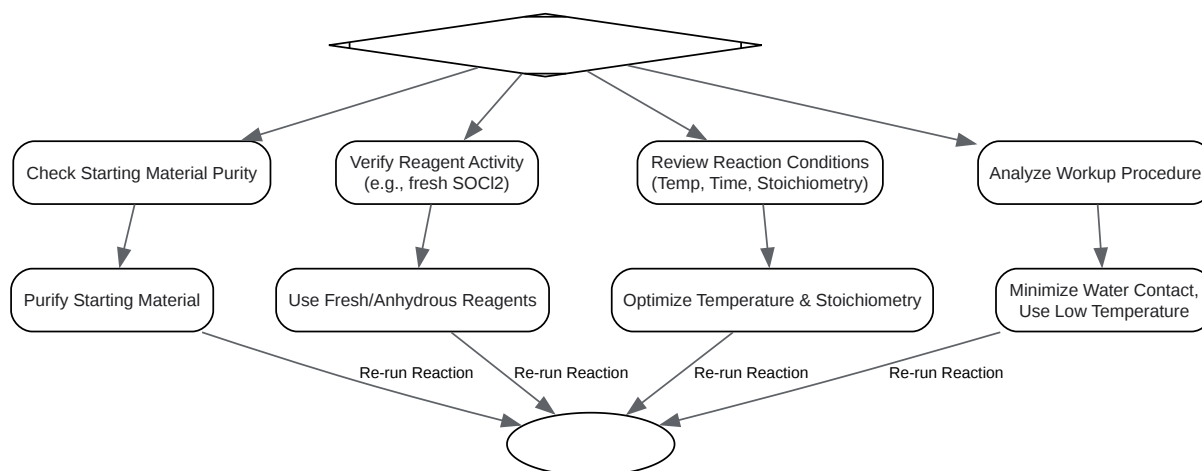 Check Starting Material Purity
Verify Reagent Activity
(e.g., fresh SOCl2)
Review Reaction Conditions
(Temp, Time, Stoichiometry)
Analyze Workup Procedure
Purify Starting Material
Use Fresh/Anhydrous Reagents
Optimize Temperature & Stoichiometry
Minimize Water Contact,
Use Low Temperature
Re-run Reaction
Re-run Reaction
Re-run Reaction
Re-run Reaction